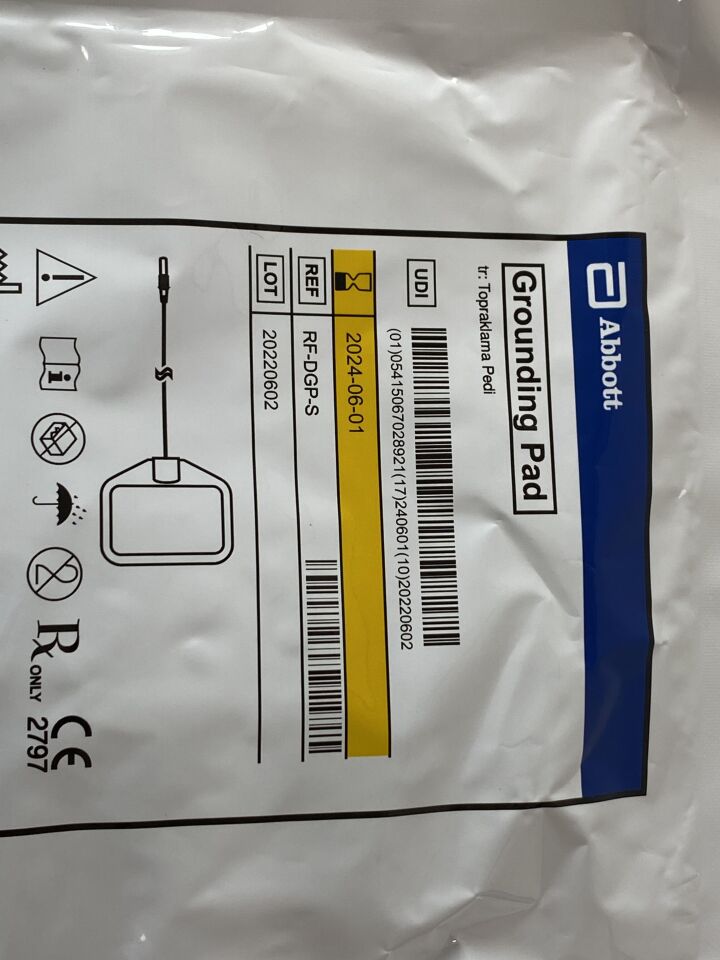 Abbott
Grounding Pad
tr: Topraklama Pedi
UDI
(01)05415067028921(17)240601(10)20220602
2024-06-01
REF RF-DGP-S
LOT 20220602
2
Rx ONLY
CE 2797